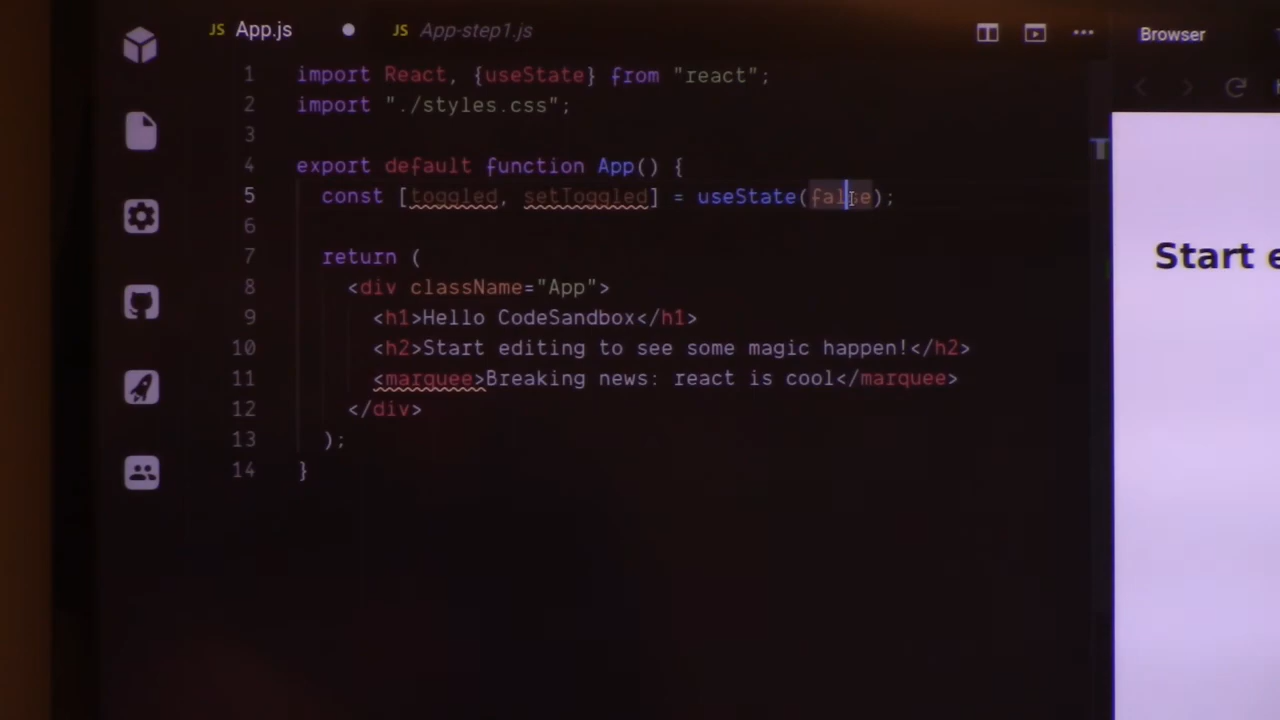 JS App.js
JS App-step1.js
Browser
1 import React, {useState} from "react";
2 import "./styles.css";
3
4 export default function App() {
5 const [toggled, setToggled] = useState(false);
6
7 return (
8 <div className="App">
9 <h1>Hello CodeSandbox</h1>
10 <h2>Start editing to see some magic happen!</h2>
11 <marquee>Breaking news: react is cool</marquee>
12 </div>
13 );
14 }
Start e